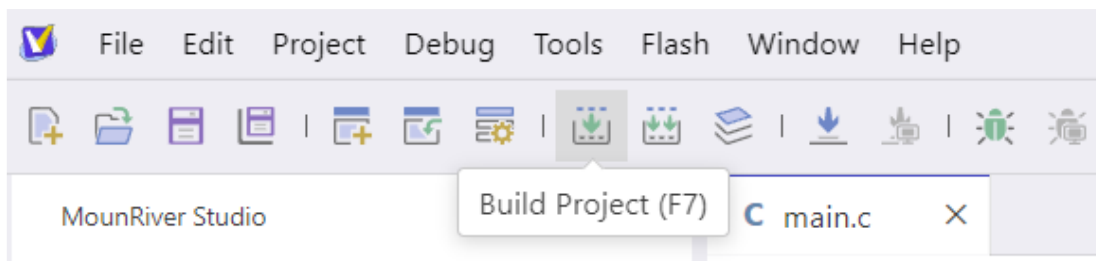 File Edit Project Debug Tools Flash Window Help
Build Project (F7)
MounRiver Studio
C main.c